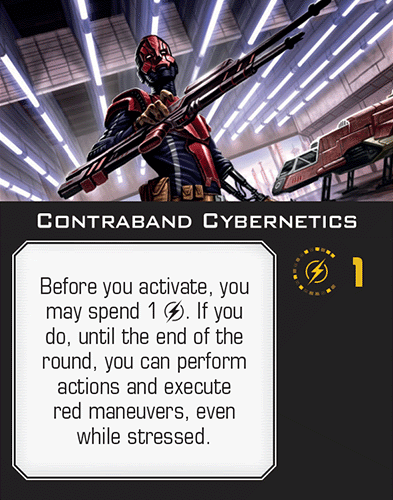 CONTRABAND CYBERNETICS
1
Before you activate, you
may spend 1 . If you
do, until the end of the
round, you can perform
actions and execute
red maneuvers, even
while stressed.